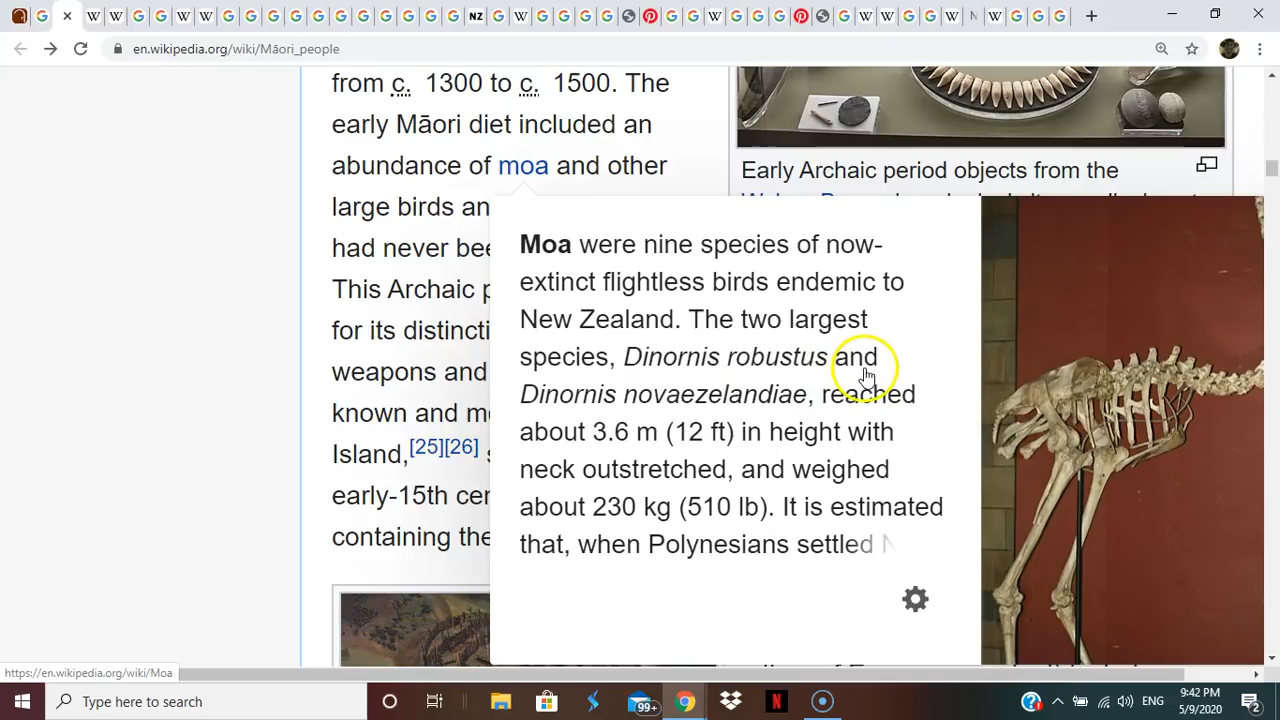 en.wikipedia.org/wiki/Māori_people
from c. 1300 to c. 1500. The
early Māori diet included an
abundance of moa and other
large birds an
had never bee
This Archaic p
for its distincti
weapons and
known and m
Island,[25][26] s
early-15th cen
containing the
Early Archaic period objects from the
Moa were nine species of now-
extinct flightless birds endemic to
New Zealand. The two largest
species, Dinornis robustus and
Dinornis novaezelandiae, reached
about 3.6 m (12 ft) in height with
neck outstretched, and weighed
about 230 kg (510 lb). It is estimated
that, when Polynesians settled N
https://en.wikipedia.org/wiki/Moa
Type here to search
99+
ENG
9:42 PM
5/9/2020
2